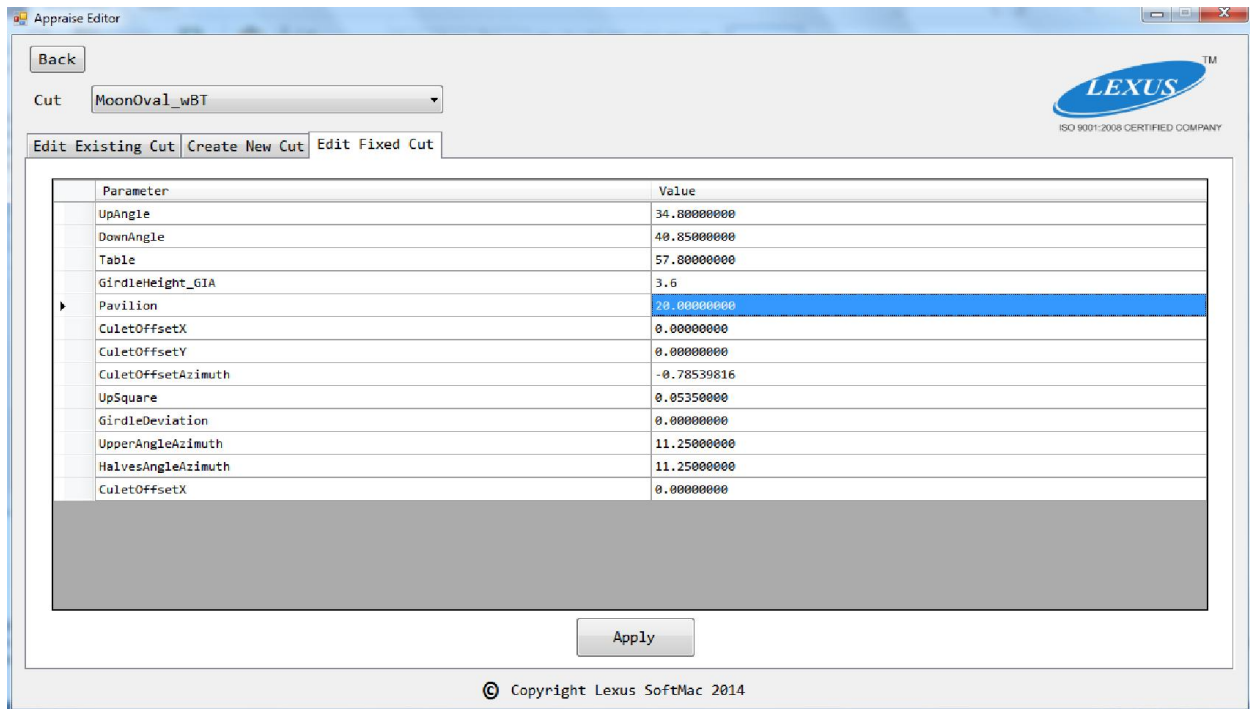 Appraise Editor
Back
TM
LEXUS
ISO 9001:2008 CERTIFIED COMPANY
Cut MoonOval_wBT
Edit Existing Cut Create New Cut Edit Fixed Cut
Parameter Value
UpAngle 34.80000000
DownAngle 40.85000000
Table 57.80000000
GirdleHeight_GIA 3.6
Pavilion 20.00000000
CuletOffsetX 0.00000000
CuletOffsetY 0.00000000
CuletOffsetAzimuth -0.78539816
UpSquare 0.05350000
GirdleDeviation 0.00000000
UpperAngleAzimuth 11.25000000
HalvesAngleAzimuth 11.25000000
CuletOffsetX 0.00000000
Apply
© Copyright Lexus SoftMac 2014